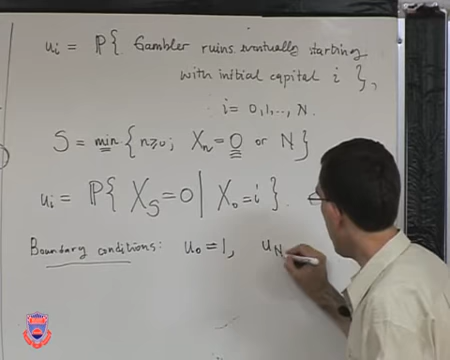 u_i = P{ Gambler ruins eventually starting
with initial capital i },
i = 0, 1, ..., N.
S = min {n≥0; X_n = 0 or N}
u_i = P{ X_S = 0 | X_0 = i }.
Boundary conditions: u_0 = 1, u_N